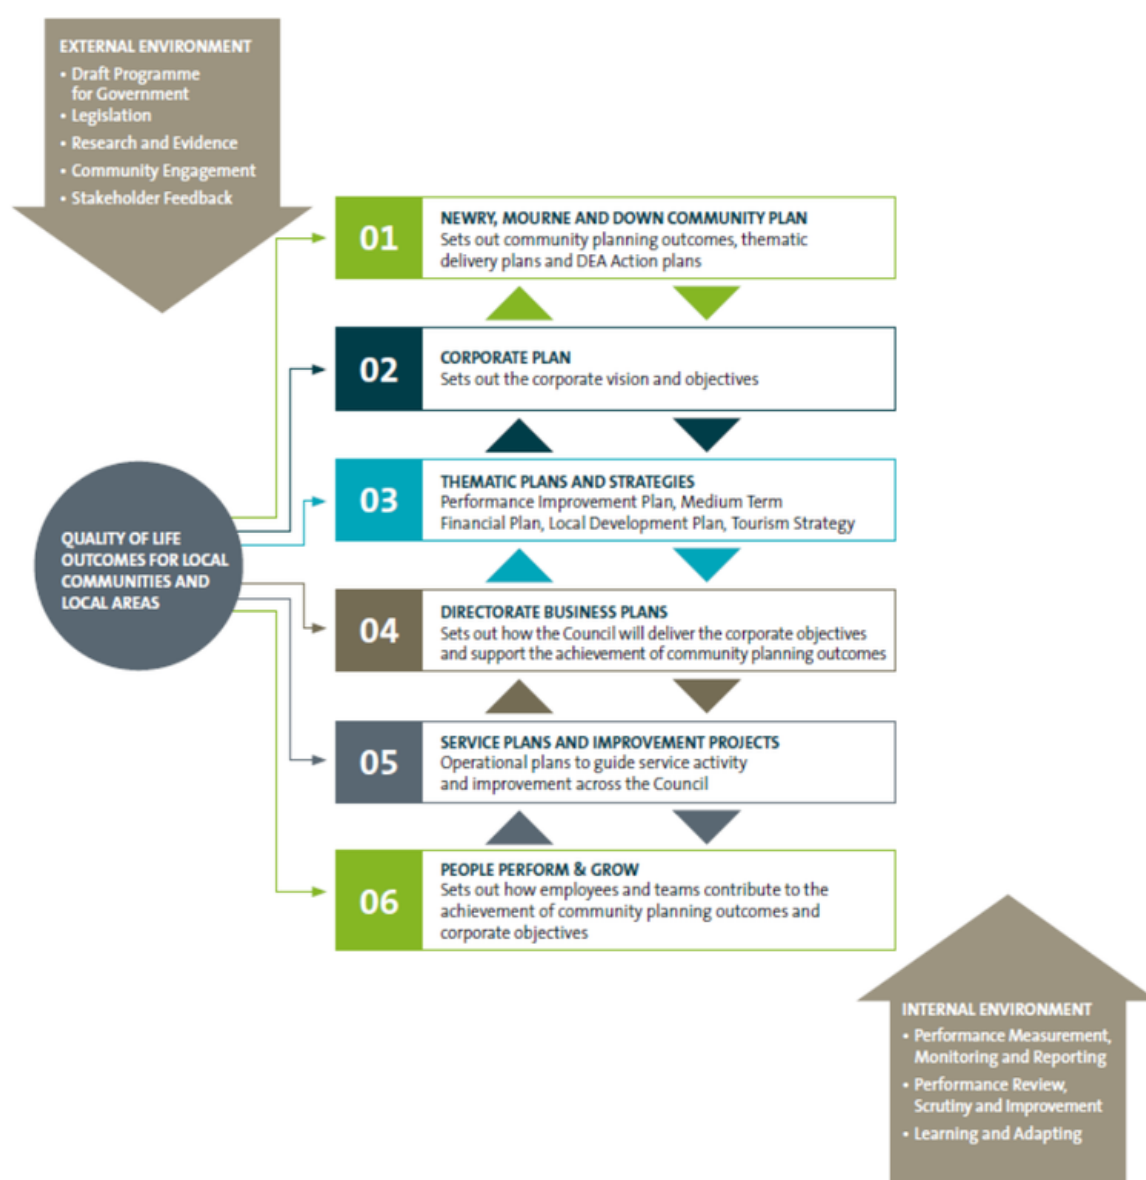 EXTERNAL ENVIRONMENT
• Draft Programme
for Government
• Legislation
• Research and Evidence
• Community Engagement
• Stakeholder Feedback
01
NEWRY, MOURNE AND DOWN COMMUNITY PLAN
Sets out community planning outcomes, thematic
delivery plans and DEA Action plans
02
CORPORATE PLAN
Sets out the corporate vision and objectives
03
THEMATIC PLANS AND STRATEGIES
Performance Improvement Plan, Medium Term
Financial Plan, Local Development Plan, Tourism Strategy
QUALITY OF LIFE
OUTCOMES FOR LOCAL
COMMUNITIES AND
LOCAL AREAS
04
DIRECTORATE BUSINESS PLANS
Sets out how the Council will deliver the corporate objectives
and support the achievement of community planning outcomes
05
SERVICE PLANS AND IMPROVEMENT PROJECTS
Operational plans to guide service activity
and improvement across the Council
06
PEOPLE PERFORM & GROW
Sets out how employees and teams contribute to the
achievement of community planning outcomes and
corporate objectives
INTERNAL ENVIRONMENT
• Performance Measurement,
Monitoring and Reporting
• Performance Review,
Scrutiny and Improvement
• Learning and Adapting